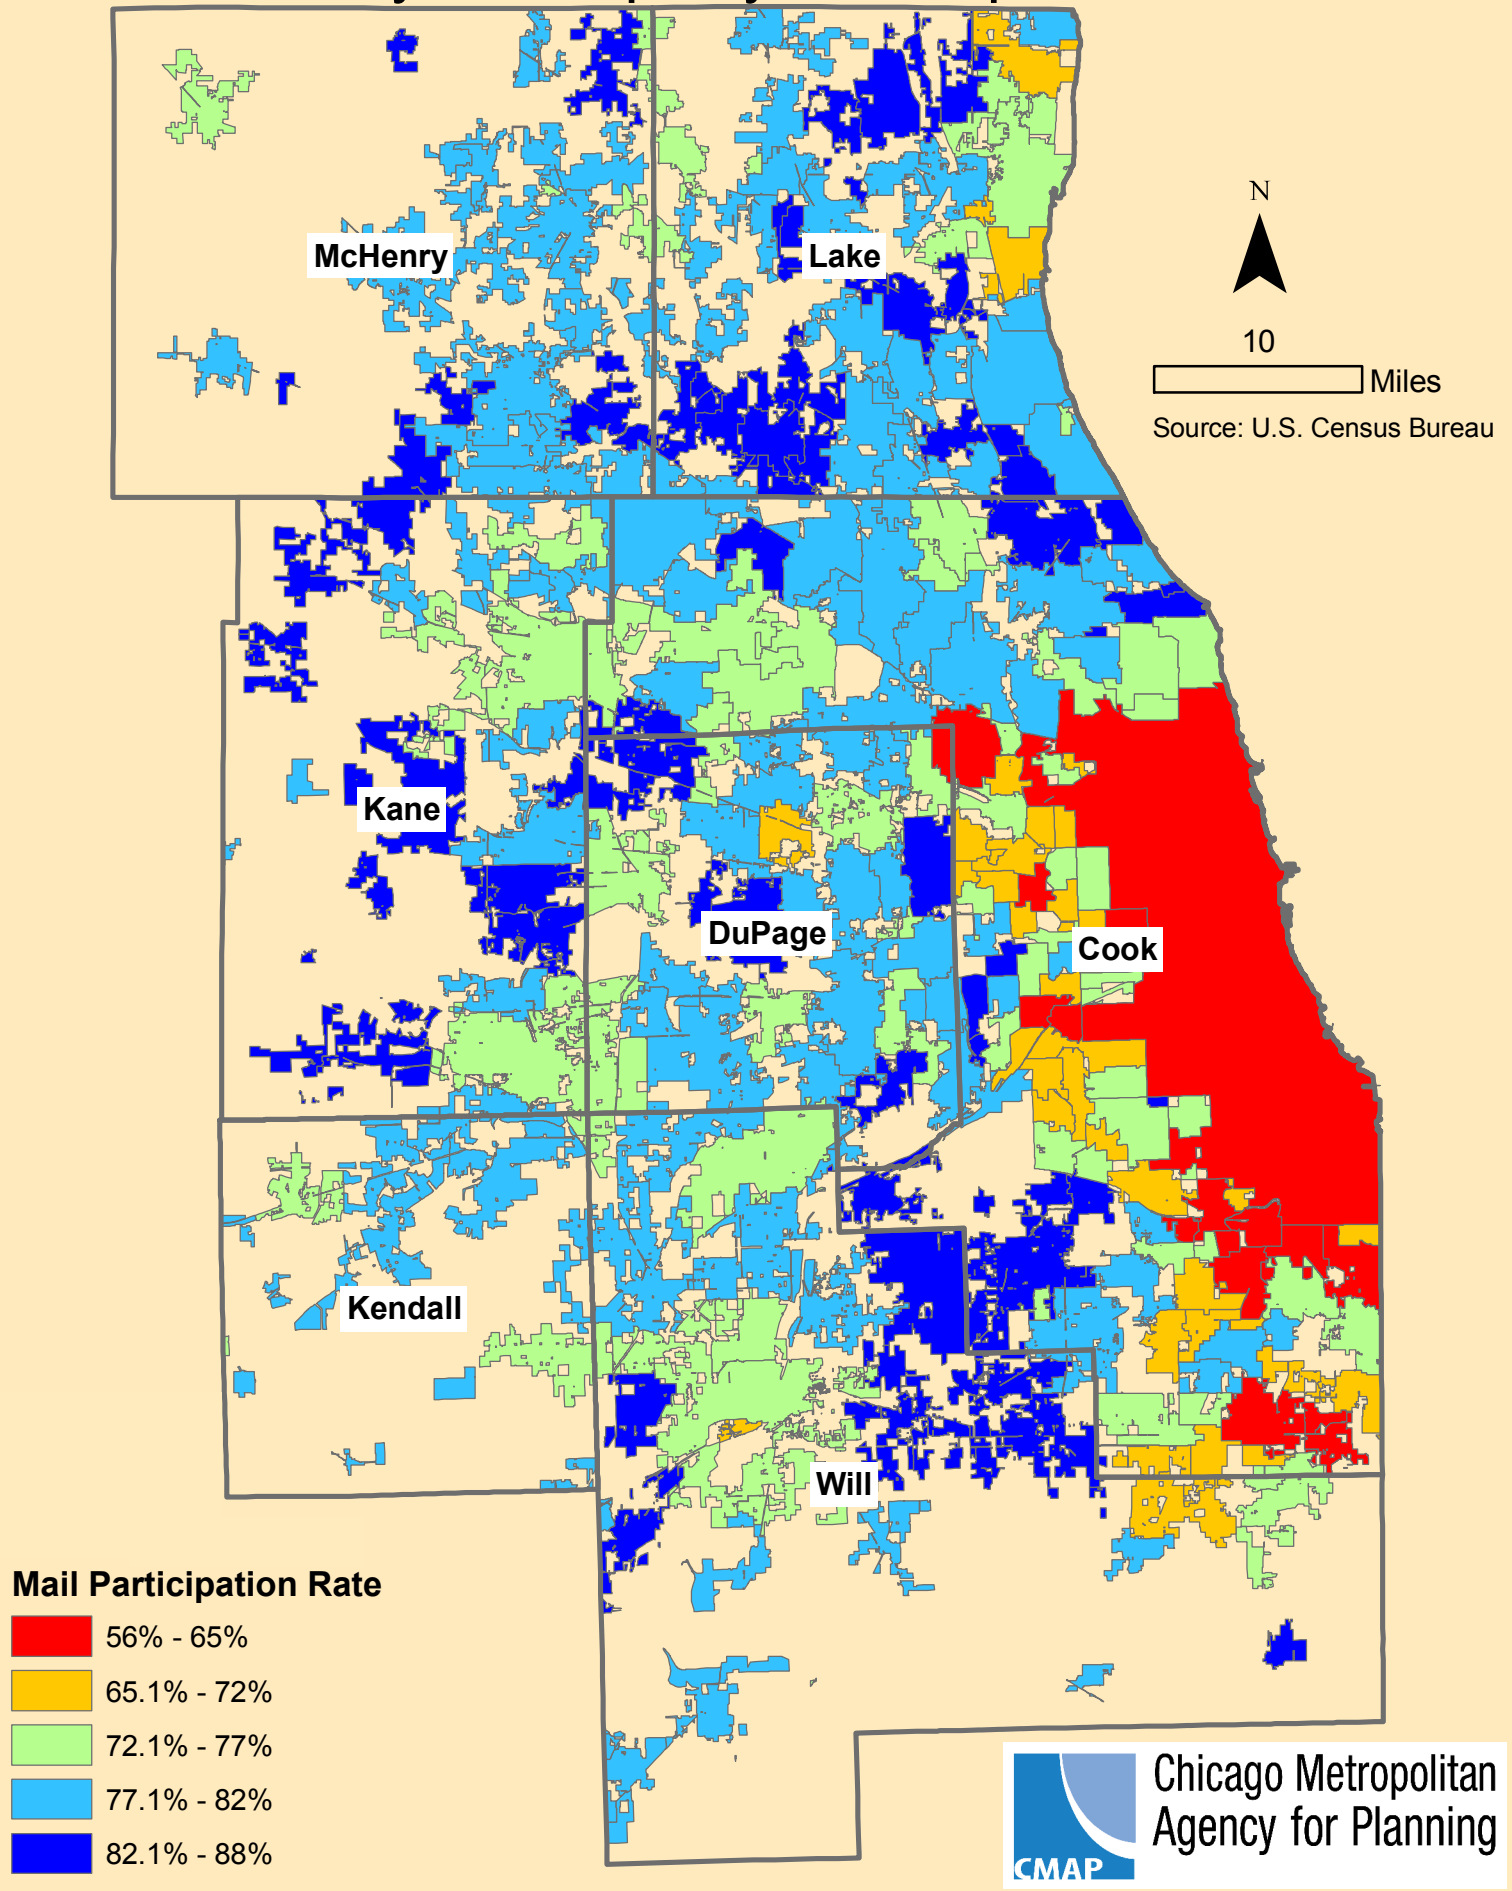 N
10
Miles
Source: U.S. Census Bureau
McHenry
Lake
Kane
DuPage
Cook
Kendall
Will
Mail Participation Rate
56% - 65%
65.1% - 72%
72.1% - 77%
77.1% - 82%
82.1% - 88%
Chicago Metropolitan
Agency for Planning
CMAP